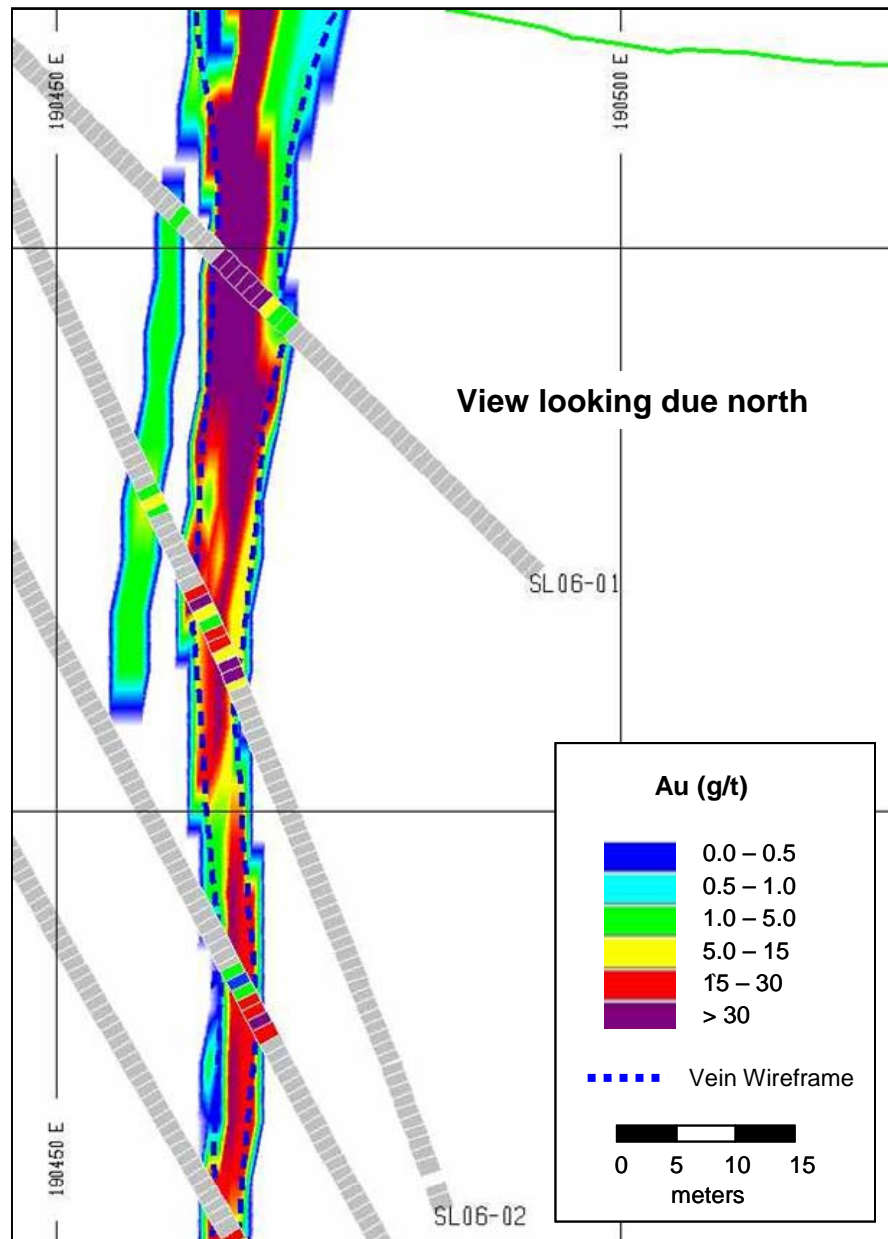 190450 E
190500 E
View looking due north
SL06-01
Au (g/t)
0.0 – 0.5
0.5 – 1.0
1.0 – 5.0
5.0 – 15
15 – 30
> 30
Vein Wireframe
0 5 10 15
meters
190450 E
SL06-02